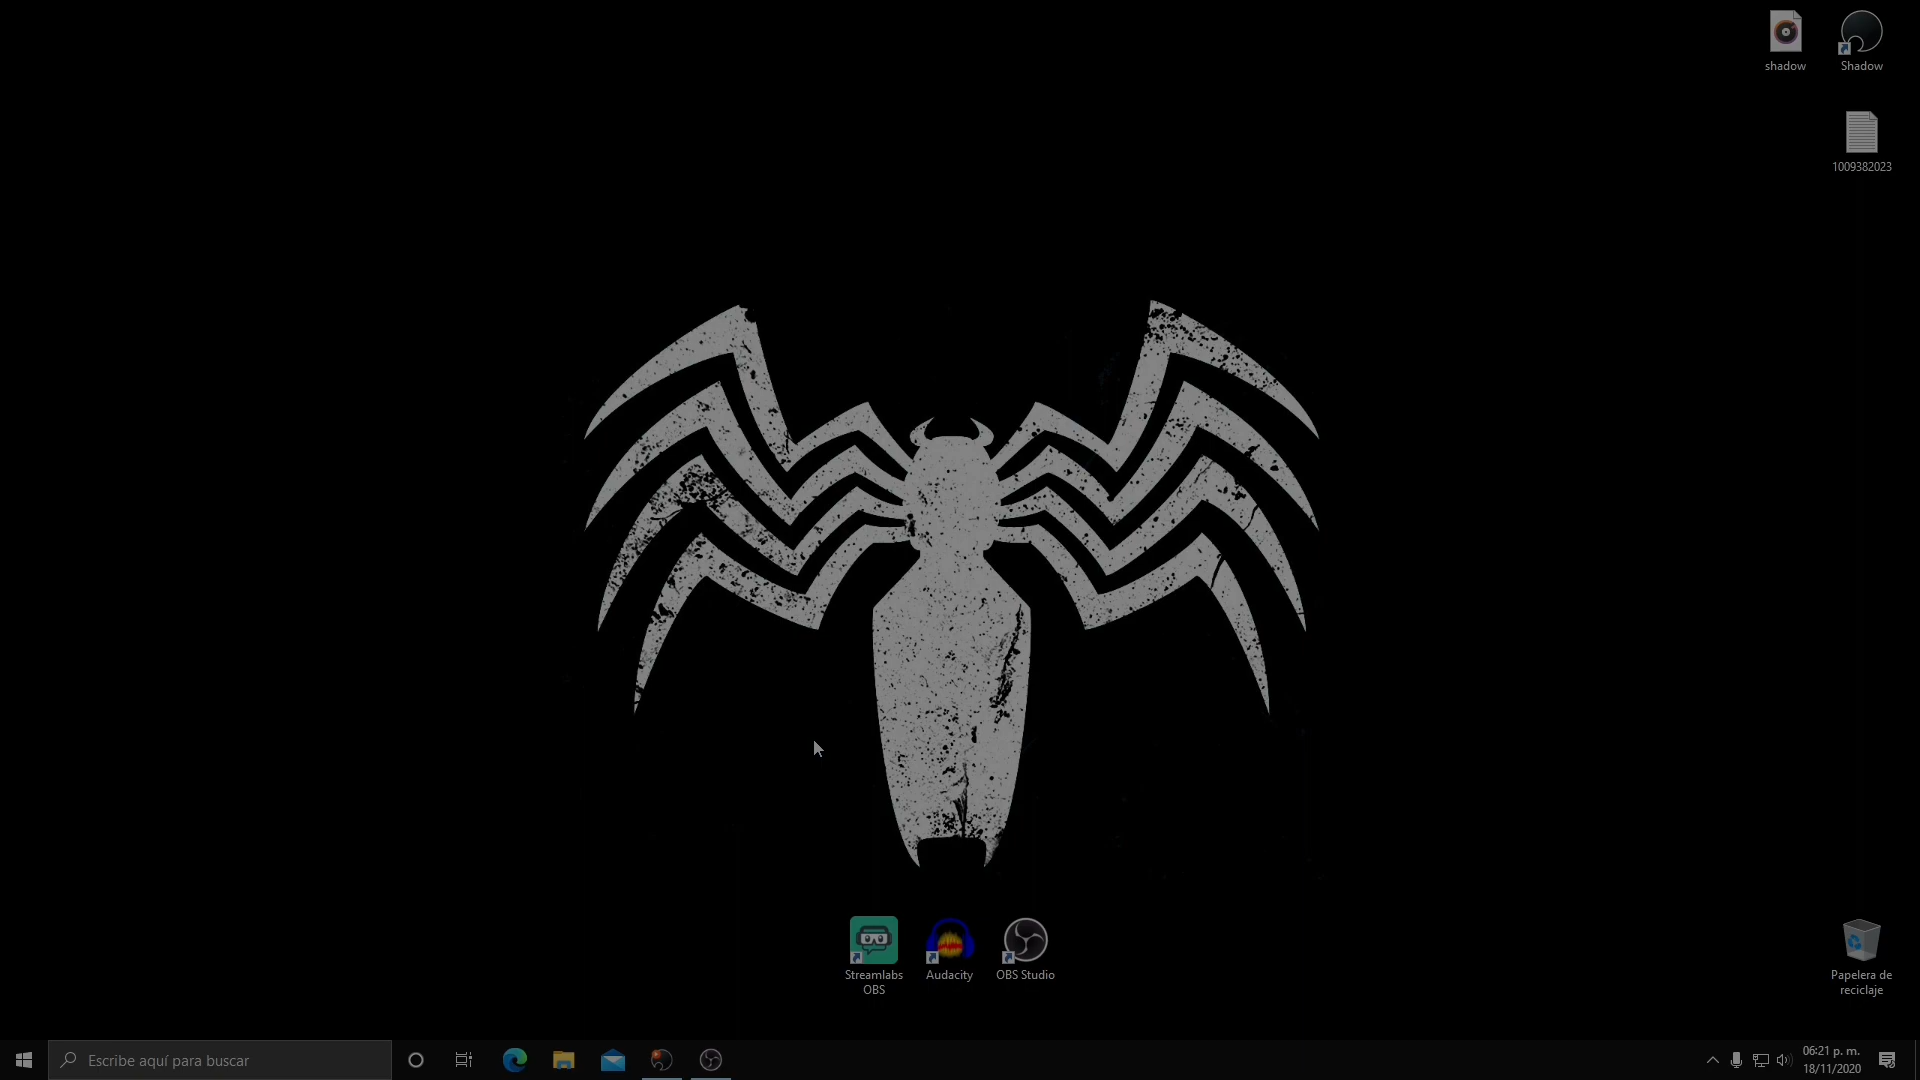 shadow
Shadow
1009382023
Streamlabs
OBS
Audacity
OBS Studio
Papelera de
reciclaje
Escribe aquí para buscar
06:21 p. m.
18/11/2020